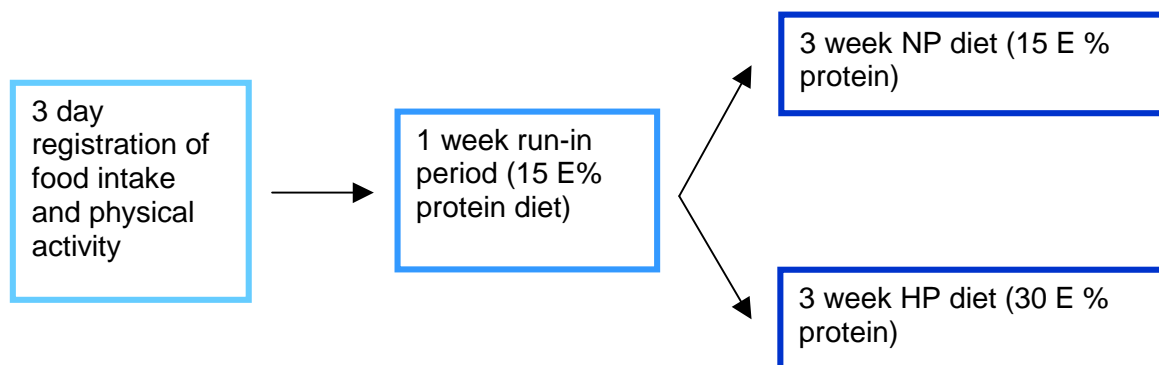 3 day
registration of
food intake
and physical
activity
1 week run-in
period (15 E%
protein diet)
3 week NP diet (15 E %
protein)
3 week HP diet (30 E %
protein)